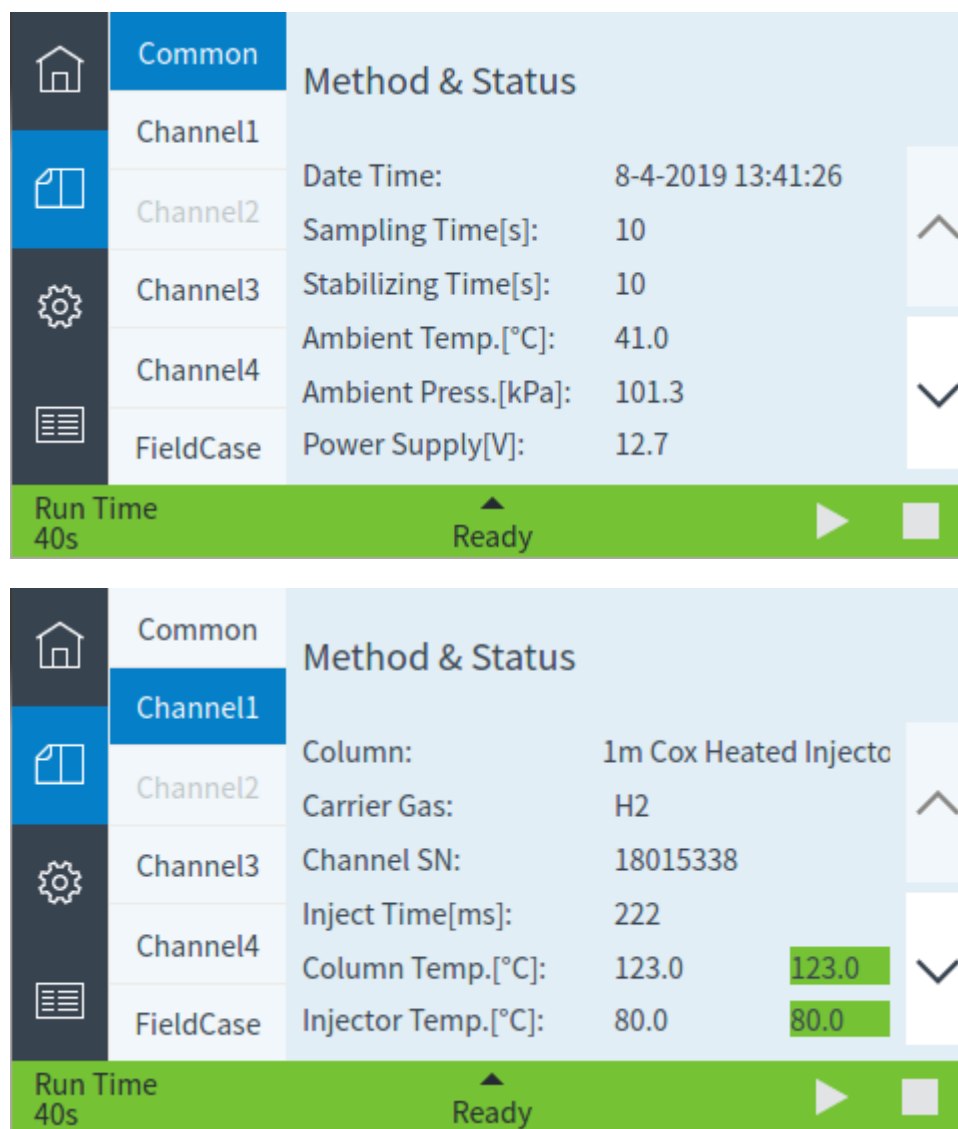 Common
Channel1
Channel2
Channel3
Channel4
FieldCase
Method & Status
Date Time: 8-4-2019 13:41:26
Sampling Time[s]: 10
Stabilizing Time[s]: 10
Ambient Temp.[°C]: 41.0
Ambient Press.[kPa]: 101.3
Power Supply[V]: 12.7
Run Time
40s
Ready
Common
Channel1
Channel2
Channel3
Channel4
FieldCase
Method & Status
Column: 1m Cox Heated Injecto
Carrier Gas: H2
Channel SN: 18015338
Inject Time[ms]: 222
Column Temp.[°C]: 123.0 123.0
Injector Temp.[°C]: 80.0 80.0
Run Time
40s
Ready